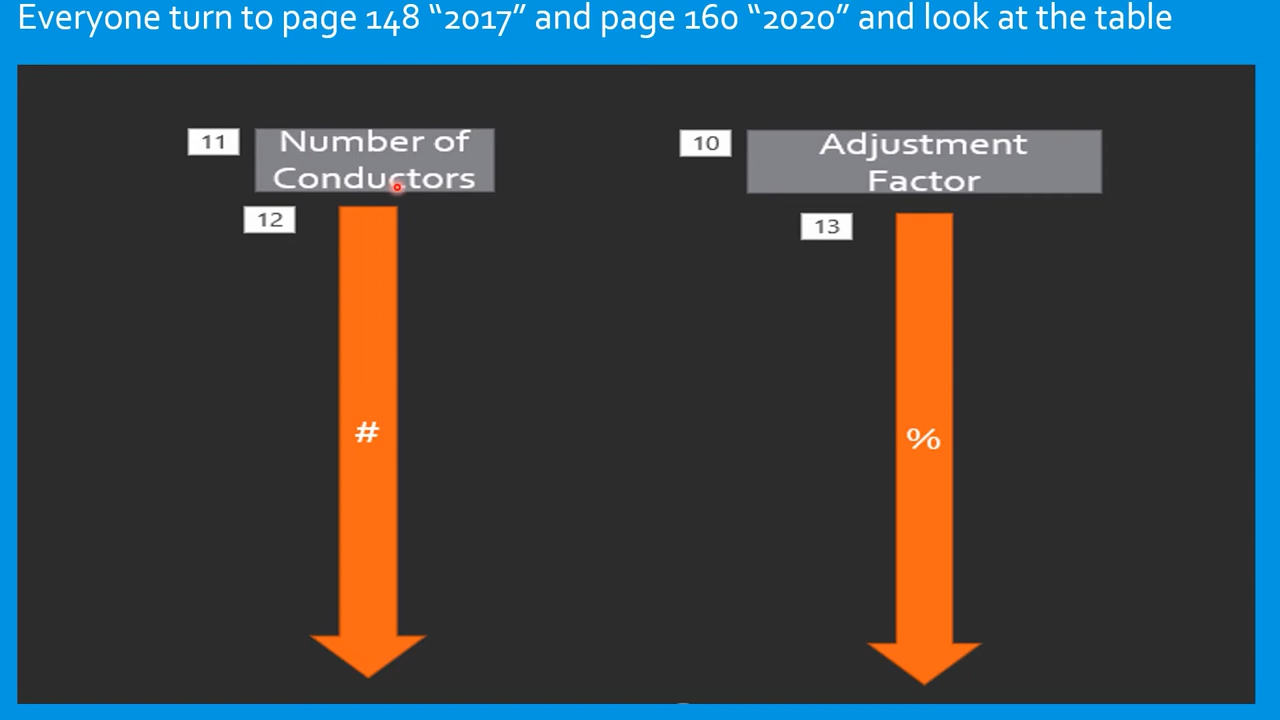 Everyone turn to page 148 “2017” and page 160 “2020” and look at the table
11
Number of
Conductors
10
Adjustment
Factor
12
13
#
%